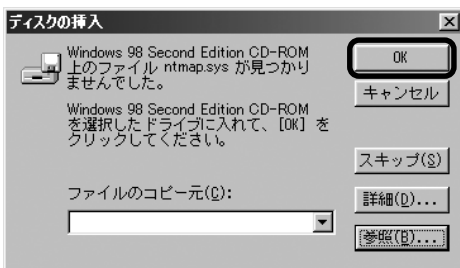 ディスクの挿入
Windows 98 Second Edition CD-ROM
上のファイル ntmap.sys が見つかり
ませんでした。
Windows 98 Second Edition CD-ROM
を選択したドライブに入れて、[OK] を
クリックしてください。
ファイルのコピー元(C):
OK
キャンセル
スキップ(S)
詳細(D)...
参照(B)...